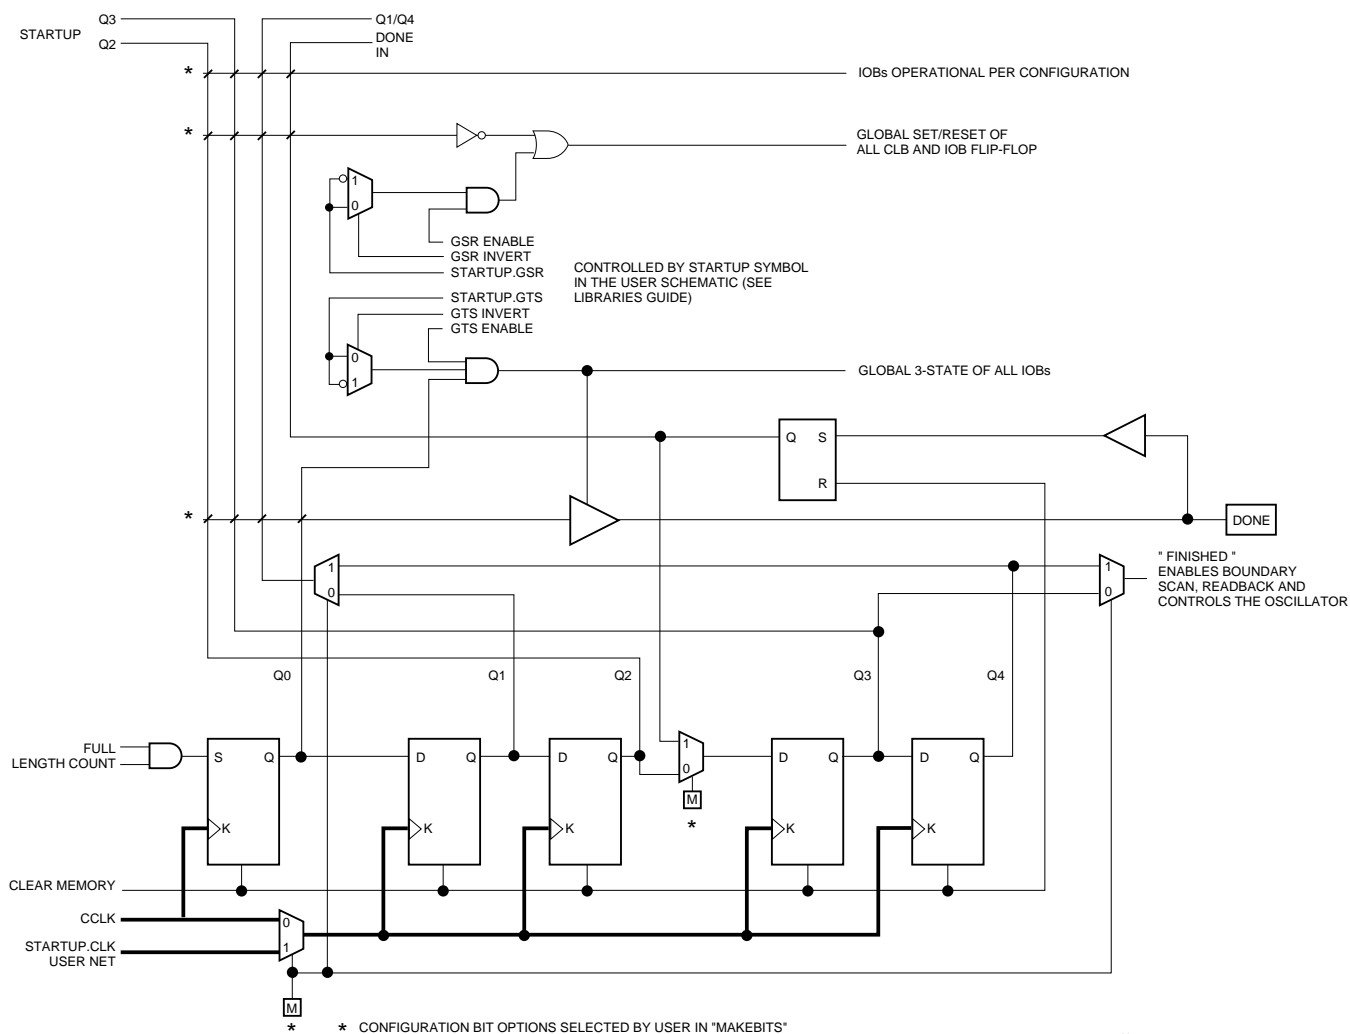 Q3
Q1/Q4
STARTUP
Q2
DONE
IN
* IOBs OPERATIONAL PER CONFIGURATION
* GLOBAL SET/RESET OF
ALL CLB AND IOB FLIP-FLOP
1
0
GSR ENABLE
GSR INVERT
STARTUP.GSR
CONTROLLED BY STARTUP SYMBOL
IN THE USER SCHEMATIC (SEE
LIBRARIES GUIDE)
STARTUP.GTS
GTS INVERT
GTS ENABLE
0
1
GLOBAL 3-STATE OF ALL IOBs
Q S
R
*
DONE
1
0
1
0
" FINISHED "
ENABLES BOUNDARY
SCAN, READBACK AND
CONTROLS THE OSCILLATOR
Q0 Q1 Q2 Q3 Q4
FULL
LENGTH COUNT
S Q
K
D Q
K
D Q
K
1
0
M
*
D Q
K
D Q
K
CLEAR MEMORY
CCLK
STARTUP.CLK
USER NET
0
1
M
*
* CONFIGURATION BIT OPTIONS SELECTED BY USER IN "MAKEBITS"